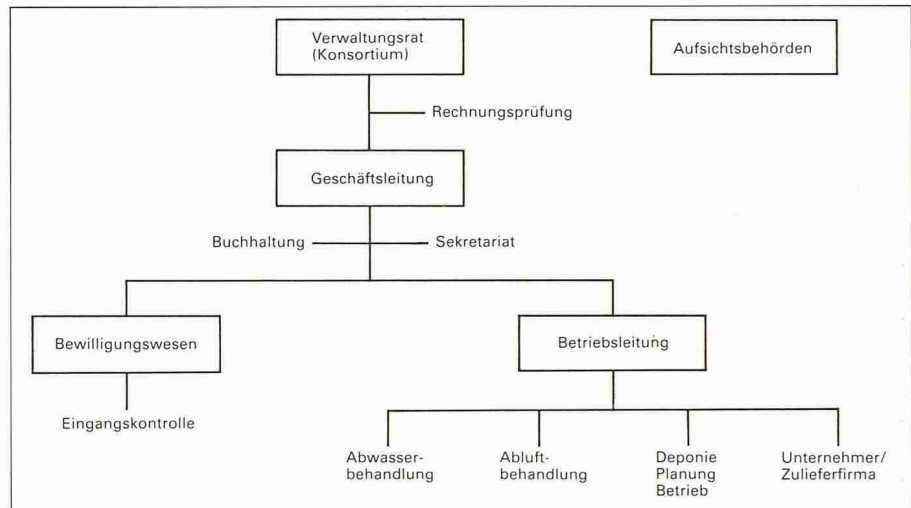 Verwaltungsrat
(Konsortium)
Aufsichtsbehörden
Rechnungsprüfung
Geschäftsleitung
Buchhaltung
Sekretariat
Bewilligungswesen
Betriebsleitung
Eingangskontrolle
Abwasser-
behandlung
Abluft-
behandlung
Deponie
Planung
Betrieb
Unternehmer/
Zulieferfirma